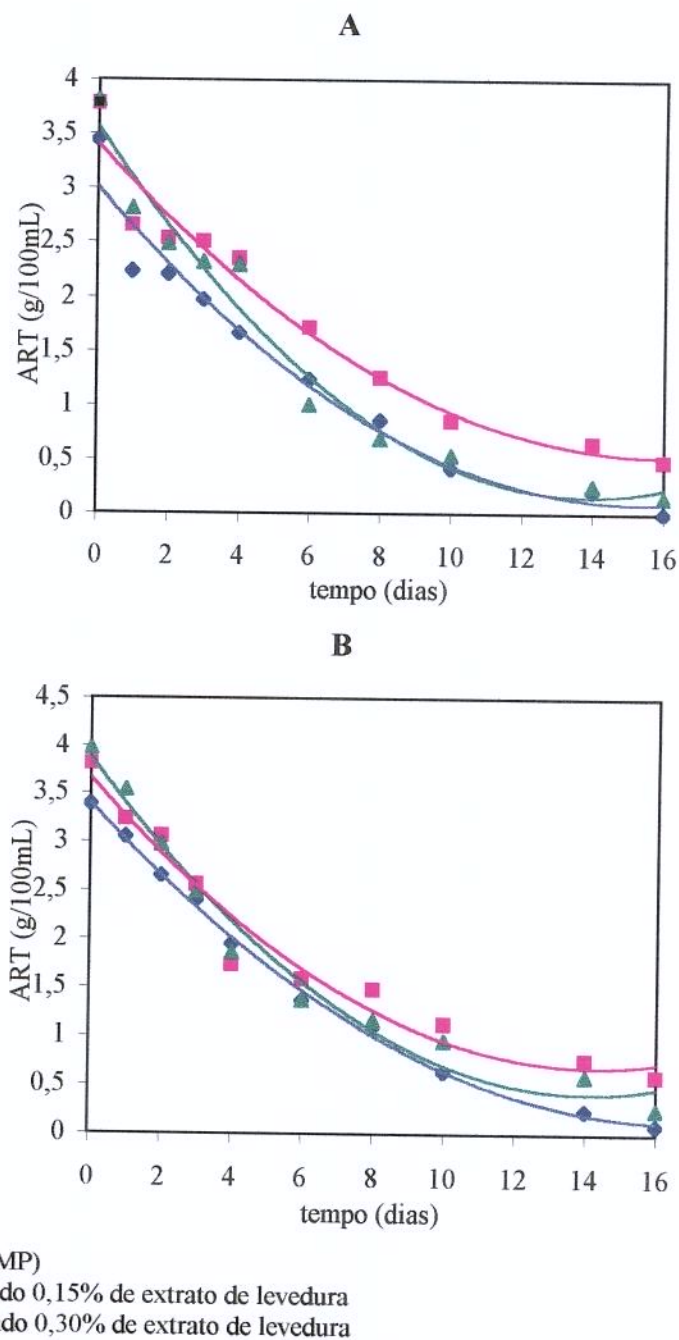 A
4
3,5
3
2,5
2
1,5
1
0,5
0
ART (g/100mL)
0 2 4 6 8 10 12 14 16
tempo (dias)
B
4,5
4
3,5
3
2,5
2
1,5
1
0,5
0
ART (g/100mL)
0 2 4 6 8 10 12 14 16
tempo (dias)
MP)
do 0,15% de extrato de levedura
do 0,30% de extrato de levedura